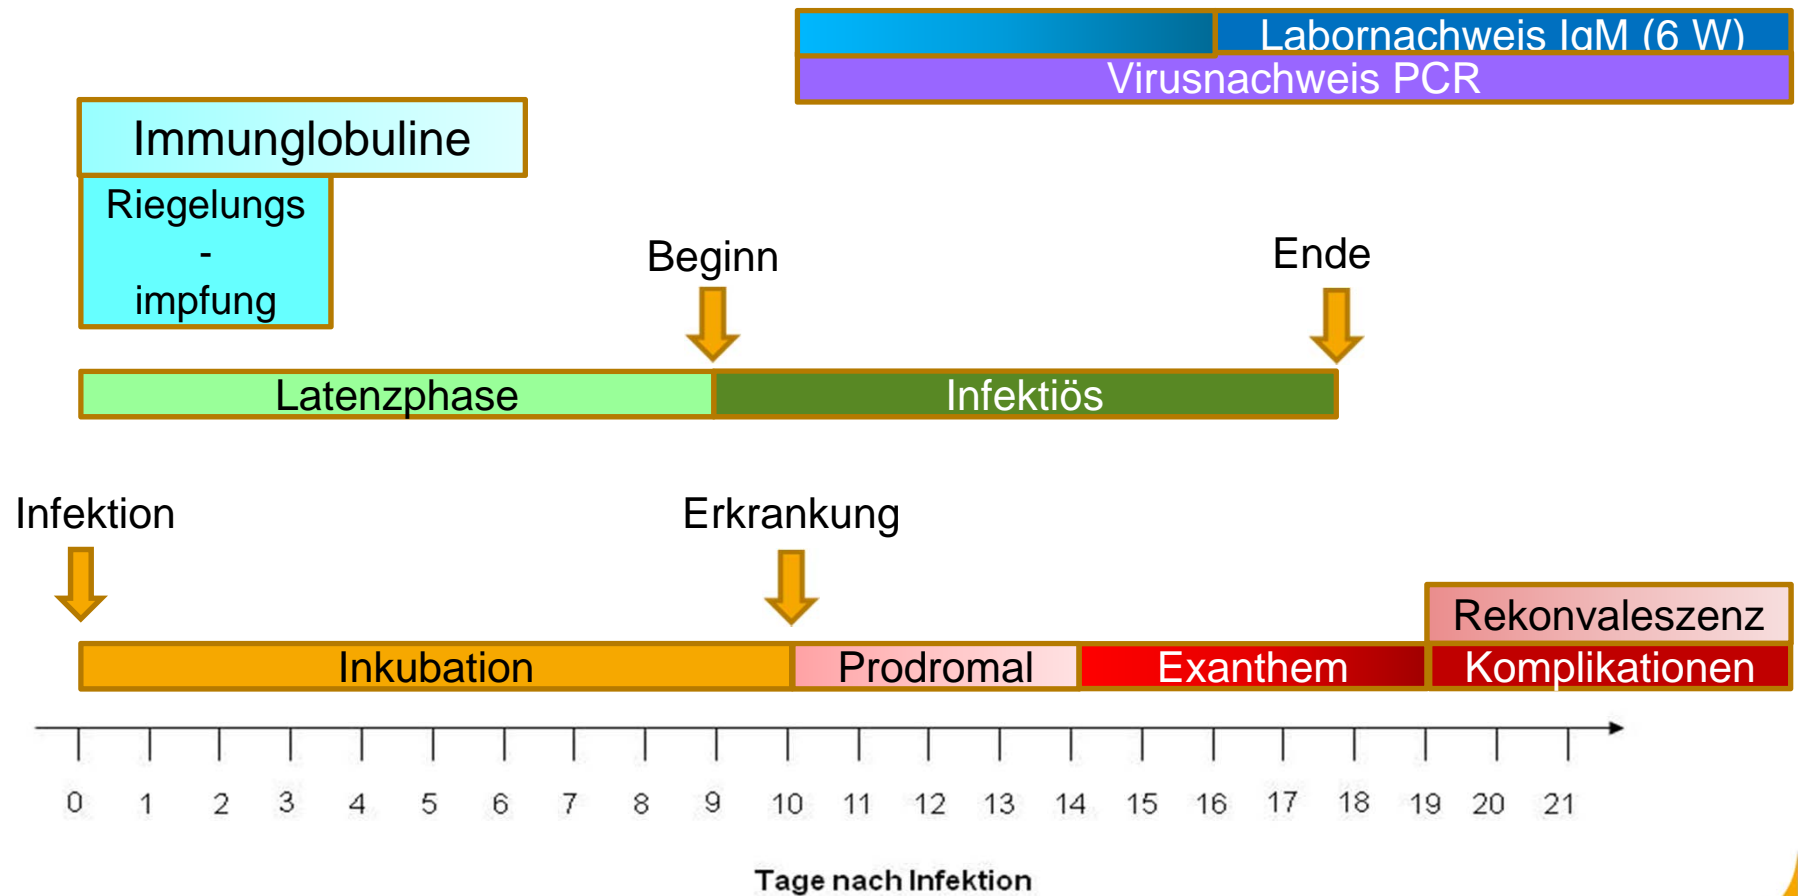 Labornachweis IgM (6 W)
Virusnachweis PCR
Immunglobuline
Riegelungs
-
impfung
Beginn
Ende
Latenzphase
Infektiös
Infektion
Erkrankung
Rekonvaleszenz
Inkubation
Prodromal
Exanthem
Komplikationen
0 1 2 3 4 5 6 7 8 9 10 11 12 13 14 15 16 17 18 19 20 21
Tage nach Infektion